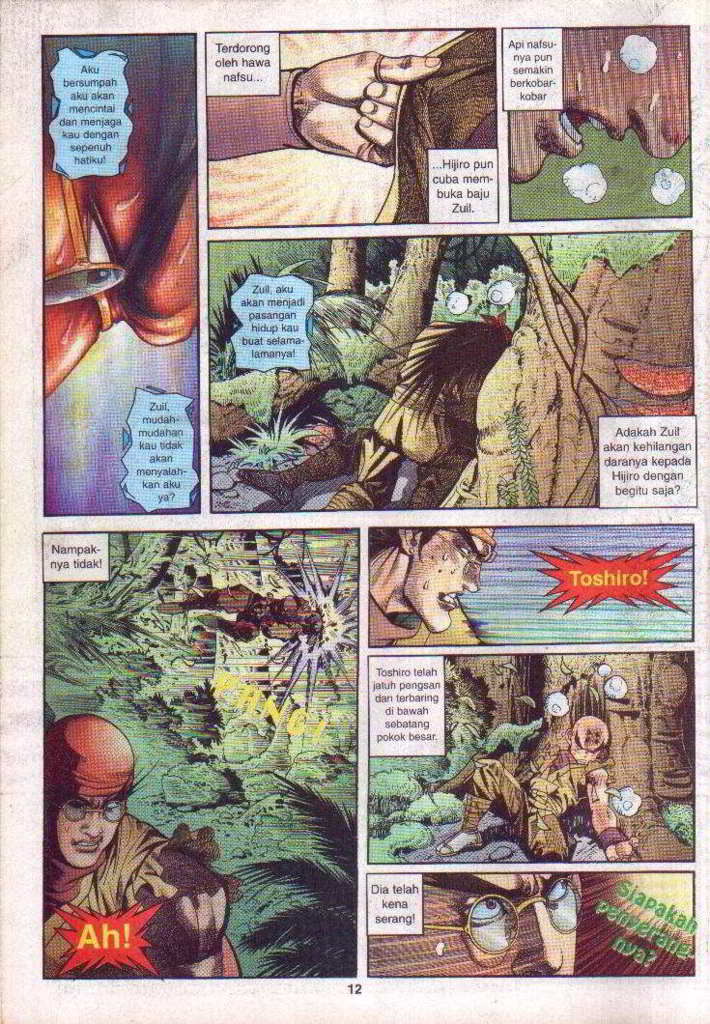 Aku
bersumpah
aku akan
mencintai
dan menjaga
kau dengan
sepenuh
hatiku!
Zuil,
mudah-
mudahan
kau tidak
akan
menyalah-
kan aku
ya?
Terdorong
oleh hawa
nafsu...
...Hijiro pun
cuba mem-
buka baju
Zuil.
Api nafsu-
nya pun
semakin
berkobar-
kobar
Zuil, aku
akan menjadi
pasangan
hidup kau
buat selama-
lamanya!
Adakah Zuil
akan kehilangan
daranya kepada
Hijiro dengan
begitu saja?
Nampak-
nya tidak!
PANG!
Ah!
Toshiro!
Toshiro telah
jatuh pengsan
dan terbaring
di bawah
sebatang
pokok besar.
Dia telah
kena
serang!
Siapakah
penyerang-
nya?
12